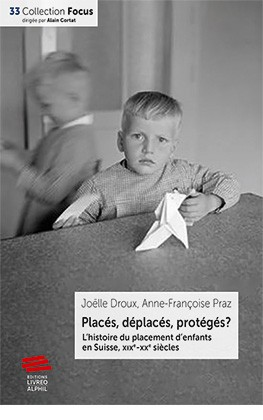 33 Collection Focus
dirigée par Alain Cortat
Joëlle Droux, Anne-Françoise Praz
Placés, déplacés, protégés?
L'histoire du placement d'enfants
en Suisse, XIXe-XXe siècles
ÉDITIONS
LIVREO
ALPHIL